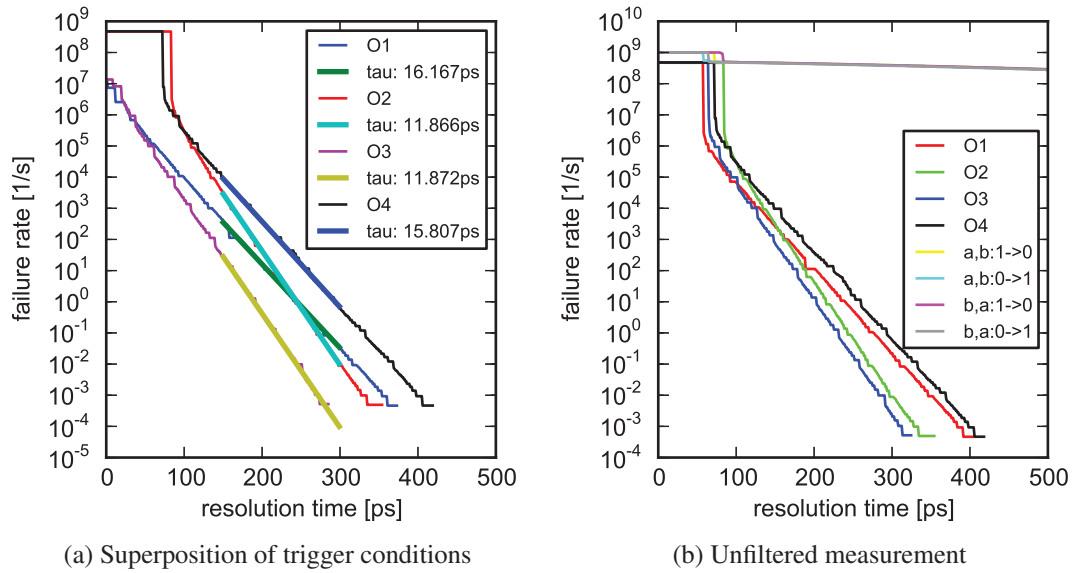 10^9
10^8
10^7
10^6
10^5
10^4
10^3
10^2
10^1
10^0
10^-1
10^-2
10^-3
10^-4
10^-5
failure rate [1/s]
0 100 200 300 400 500
resolution time [ps]
O1
tau: 16.167ps
O2
tau: 11.866ps
O3
tau: 11.872ps
O4
tau: 15.807ps
(a) Superposition of trigger conditions
10^10
10^9
10^8
10^7
10^6
10^5
10^4
10^3
10^2
10^1
10^0
10^-1
10^-2
10^-3
10^-4
failure rate [1/s]
0 100 200 300 400 500
resolution time [ps]
O1
O2
O3
O4
a,b:1->0
a,b:0->1
b,a:1->0
b,a:0->1
(b) Unfiltered measurement